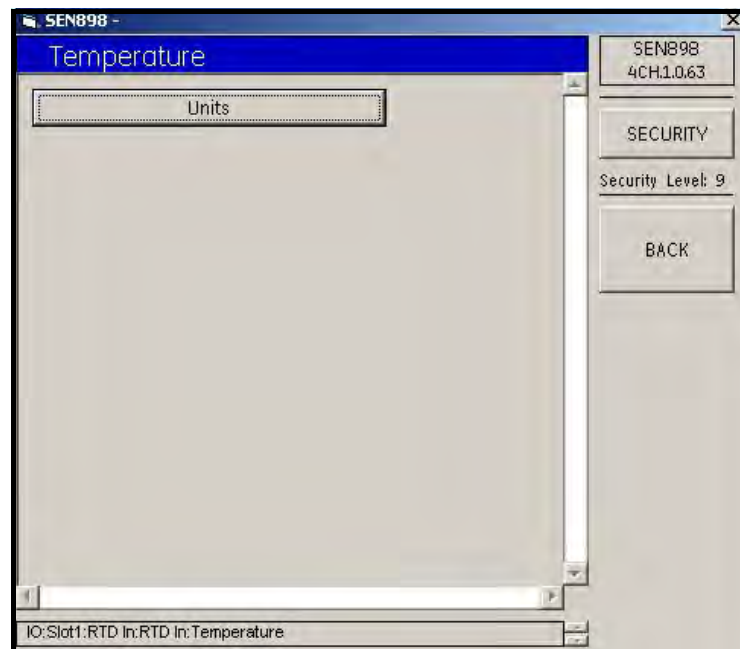 SEN898 -
Temperature
Units
SEN898
4CH.1.0.63
SECURITY
Security Level: 9
BACK
IO:Slot1:RTD In:RTD In:Temperature